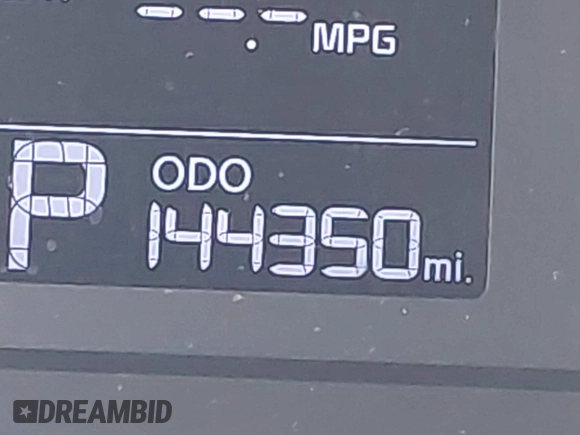 --.- MPG
P
ODO
144350 mi.
DREAMBID